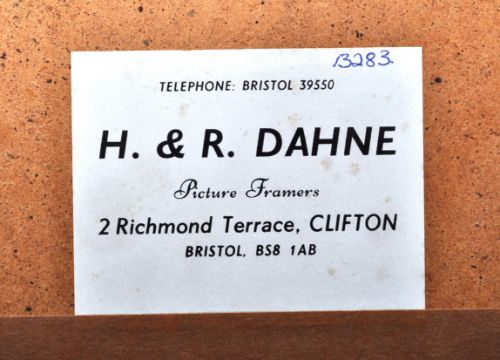 B283.
TELEPHONE: BRISTOL 39550
H. & R. DAHNE
Picture Framers
2 Richmond Terrace, CLIFTON
BRISTOL, BS8 1AB